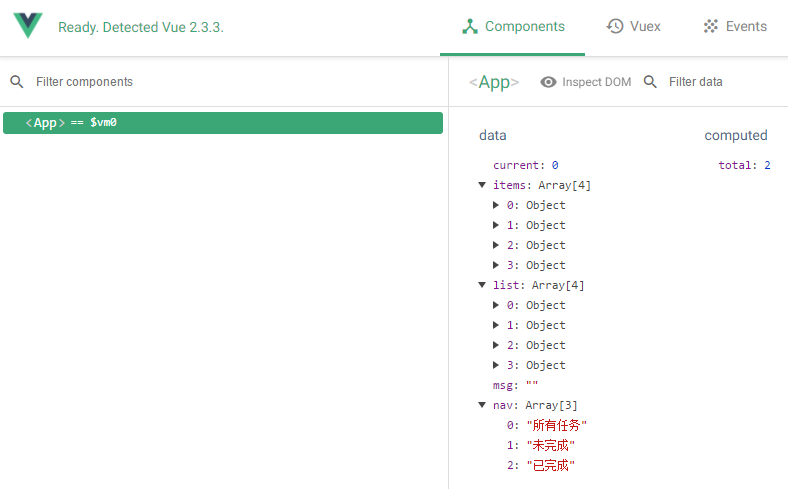 Ready. Detected Vue 2.3.3.
Components
Vuex
Events
Filter components
<App>
Inspect DOM
Filter data
<App> == $vm0
data
computed
current: 0
total: 2
items: Array[4]
0: Object
1: Object
2: Object
3: Object
list: Array[4]
0: Object
1: Object
2: Object
3: Object
msg: ""
nav: Array[3]
0: "所有任务"
1: "未完成"
2: "已完成"